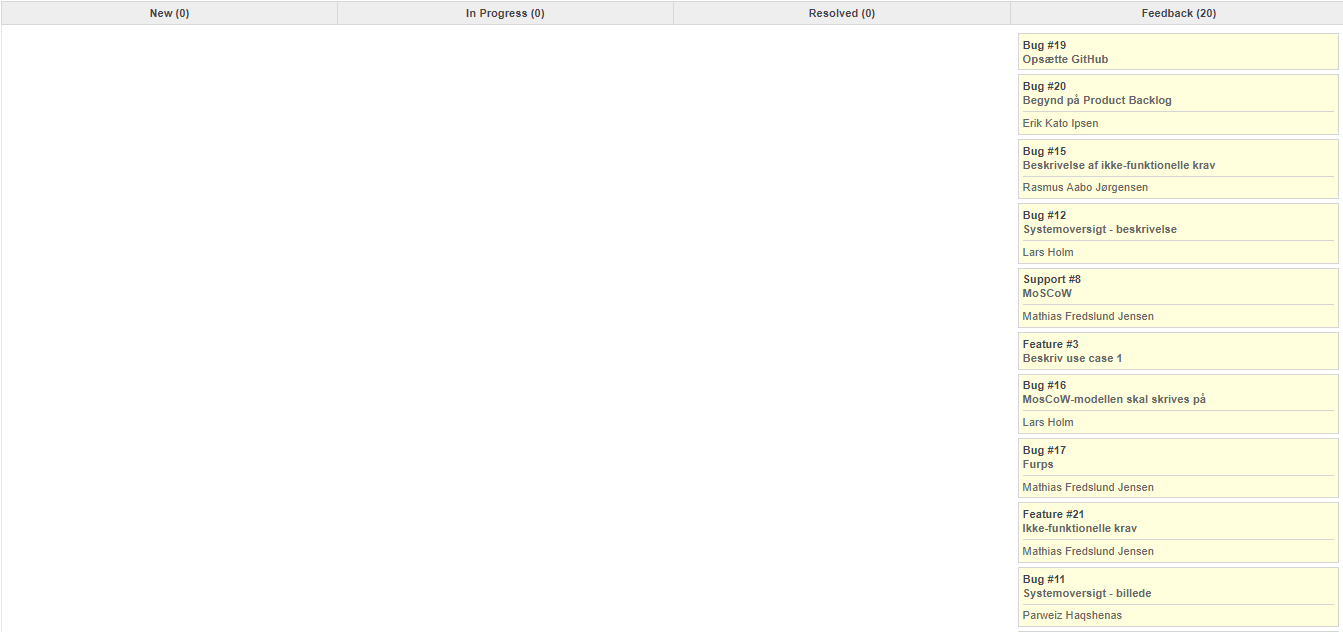 New (0)
In Progress (0)
Resolved (0)
Feedback (20)
Bug #19
Opsætte GitHub
Bug #20
Begynd på Product Backlog
Erik Kato Ipsen
Bug #15
Beskrivelse af ikke-funktionelle krav
Rasmus Aabo Jørgensen
Bug #12
Systemoversigt - beskrivelse
Lars Holm
Support #8
MoSCoW
Mathias Fredslund Jensen
Feature #3
Beskriv use case 1
Bug #16
MosCoW-modellen skal skrives på
Lars Holm
Bug #17
Furps
Mathias Fredslund Jensen
Feature #21
Ikke-funktionelle krav
Mathias Fredslund Jensen
Bug #11
Systemoversigt - billede
Parweiz Haqshenas